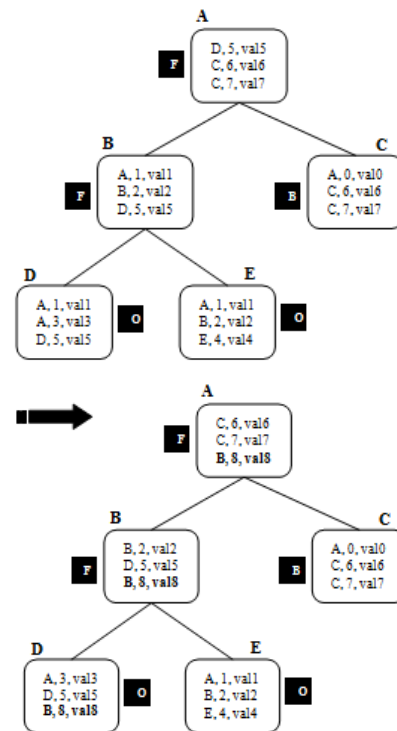 A
F
D, 5, val5
C, 6, val6
C, 7, val7
B
F
A, 1, val1
B, 2, val2
D, 5, val5
C
B
A, 0, val0
C, 6, val6
C, 7, val7
D
A, 1, val1
A, 3, val3
D, 5, val5
O
E
A, 1, val1
B, 2, val2
E, 4, val4
O
A
F
C, 6, val6
C, 7, val7
B, 8, val8
B
F
B, 2, val2
D, 5, val5
B, 8, val8
C
B
A, 0, val0
C, 6, val6
C, 7, val7
D
A, 3, val3
D, 5, val5
B, 8, val8
O
E
A, 1, val1
B, 2, val2
E, 4, val4
O